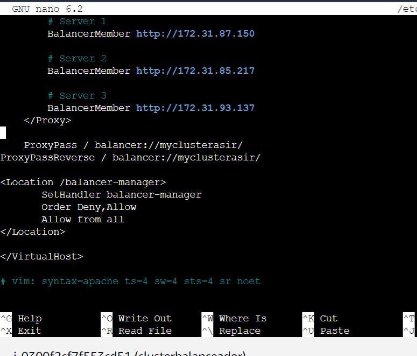 GNU nano 6.2 /etc
# Server 1
BalancerMember http://172.31.87.150
# Server 2
BalancerMember http://172.31.85.217
# Server 3
BalancerMember http://172.31.93.137
</Proxy>
ProxyPass / balancer://myclusterasir/
ProxyPassReverse / balancer://myclusterasir/
<Location /balancer-manager>
SetHandler balancer-manager
Order Deny,Allow
Allow from all
</Location>
</VirtualHost>
# vim: syntax=apache ts=4 sw=4 sts=4 sr noet
^G Help ^O Write Out ^W Where Is ^K Cut ^T
^X Exit ^R Read File ^\ Replace ^U Paste ^J
(clusterbalanceador)